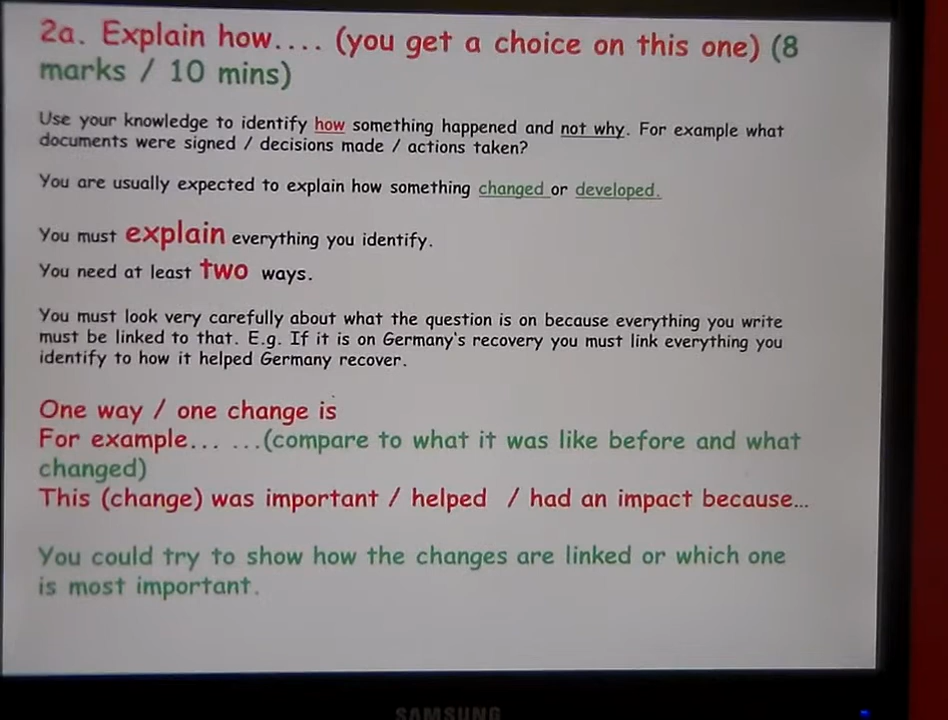 2a. Explain how.... (you get a choice on this one) (8
marks / 10 mins)
Use your knowledge to identify how something happened and not why. For example what
documents were signed / decisions made / actions taken?
You are usually expected to explain how something changed or developed.
You must explain everything you identify.
You need at least two ways.
You must look very carefully about what the question is on because everything you write
must be linked to that. E.g. If it is on Germany's recovery you must link everything you
identify to how it helped Germany recover.
One way / one change is
For example... ...(compare to what it was like before and what
changed)
This (change) was important / helped / had an impact because...
You could try to show how the changes are linked or which one
is most important.
SAMSUNG